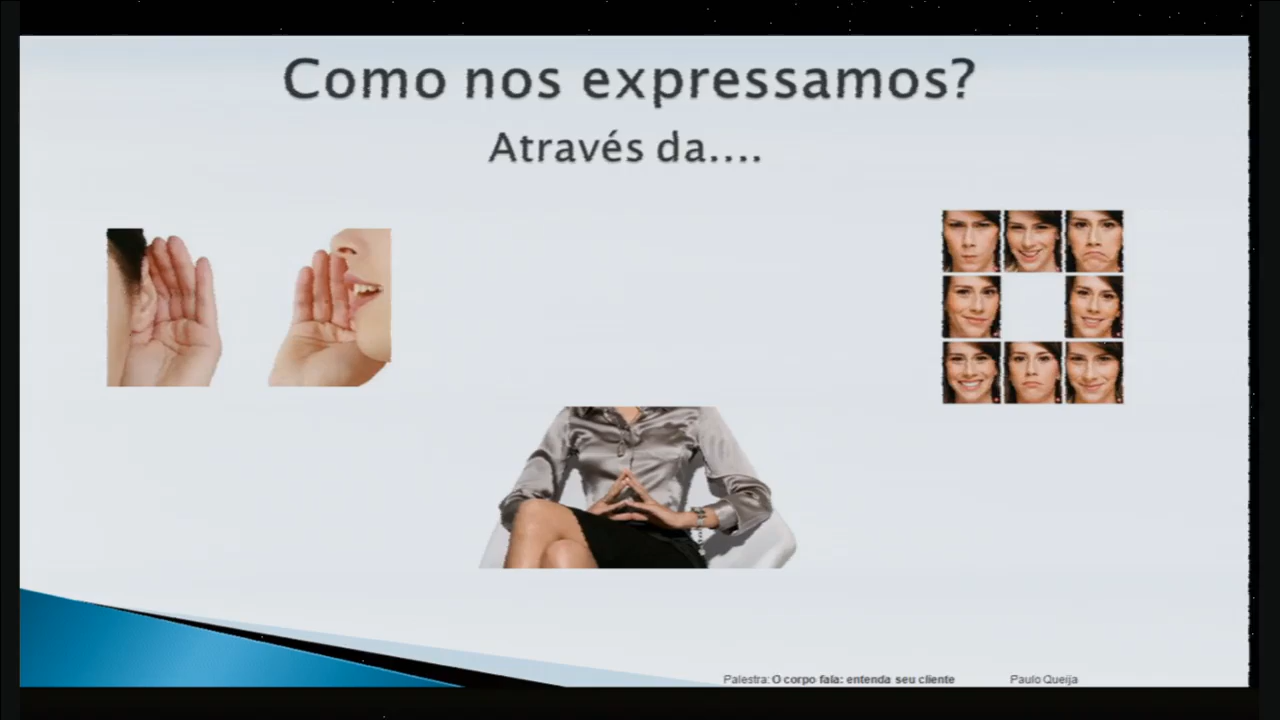 Como nos expressamos?
Através da....
Palestra: O corpo fala: entenda seu cliente Paulo Queija